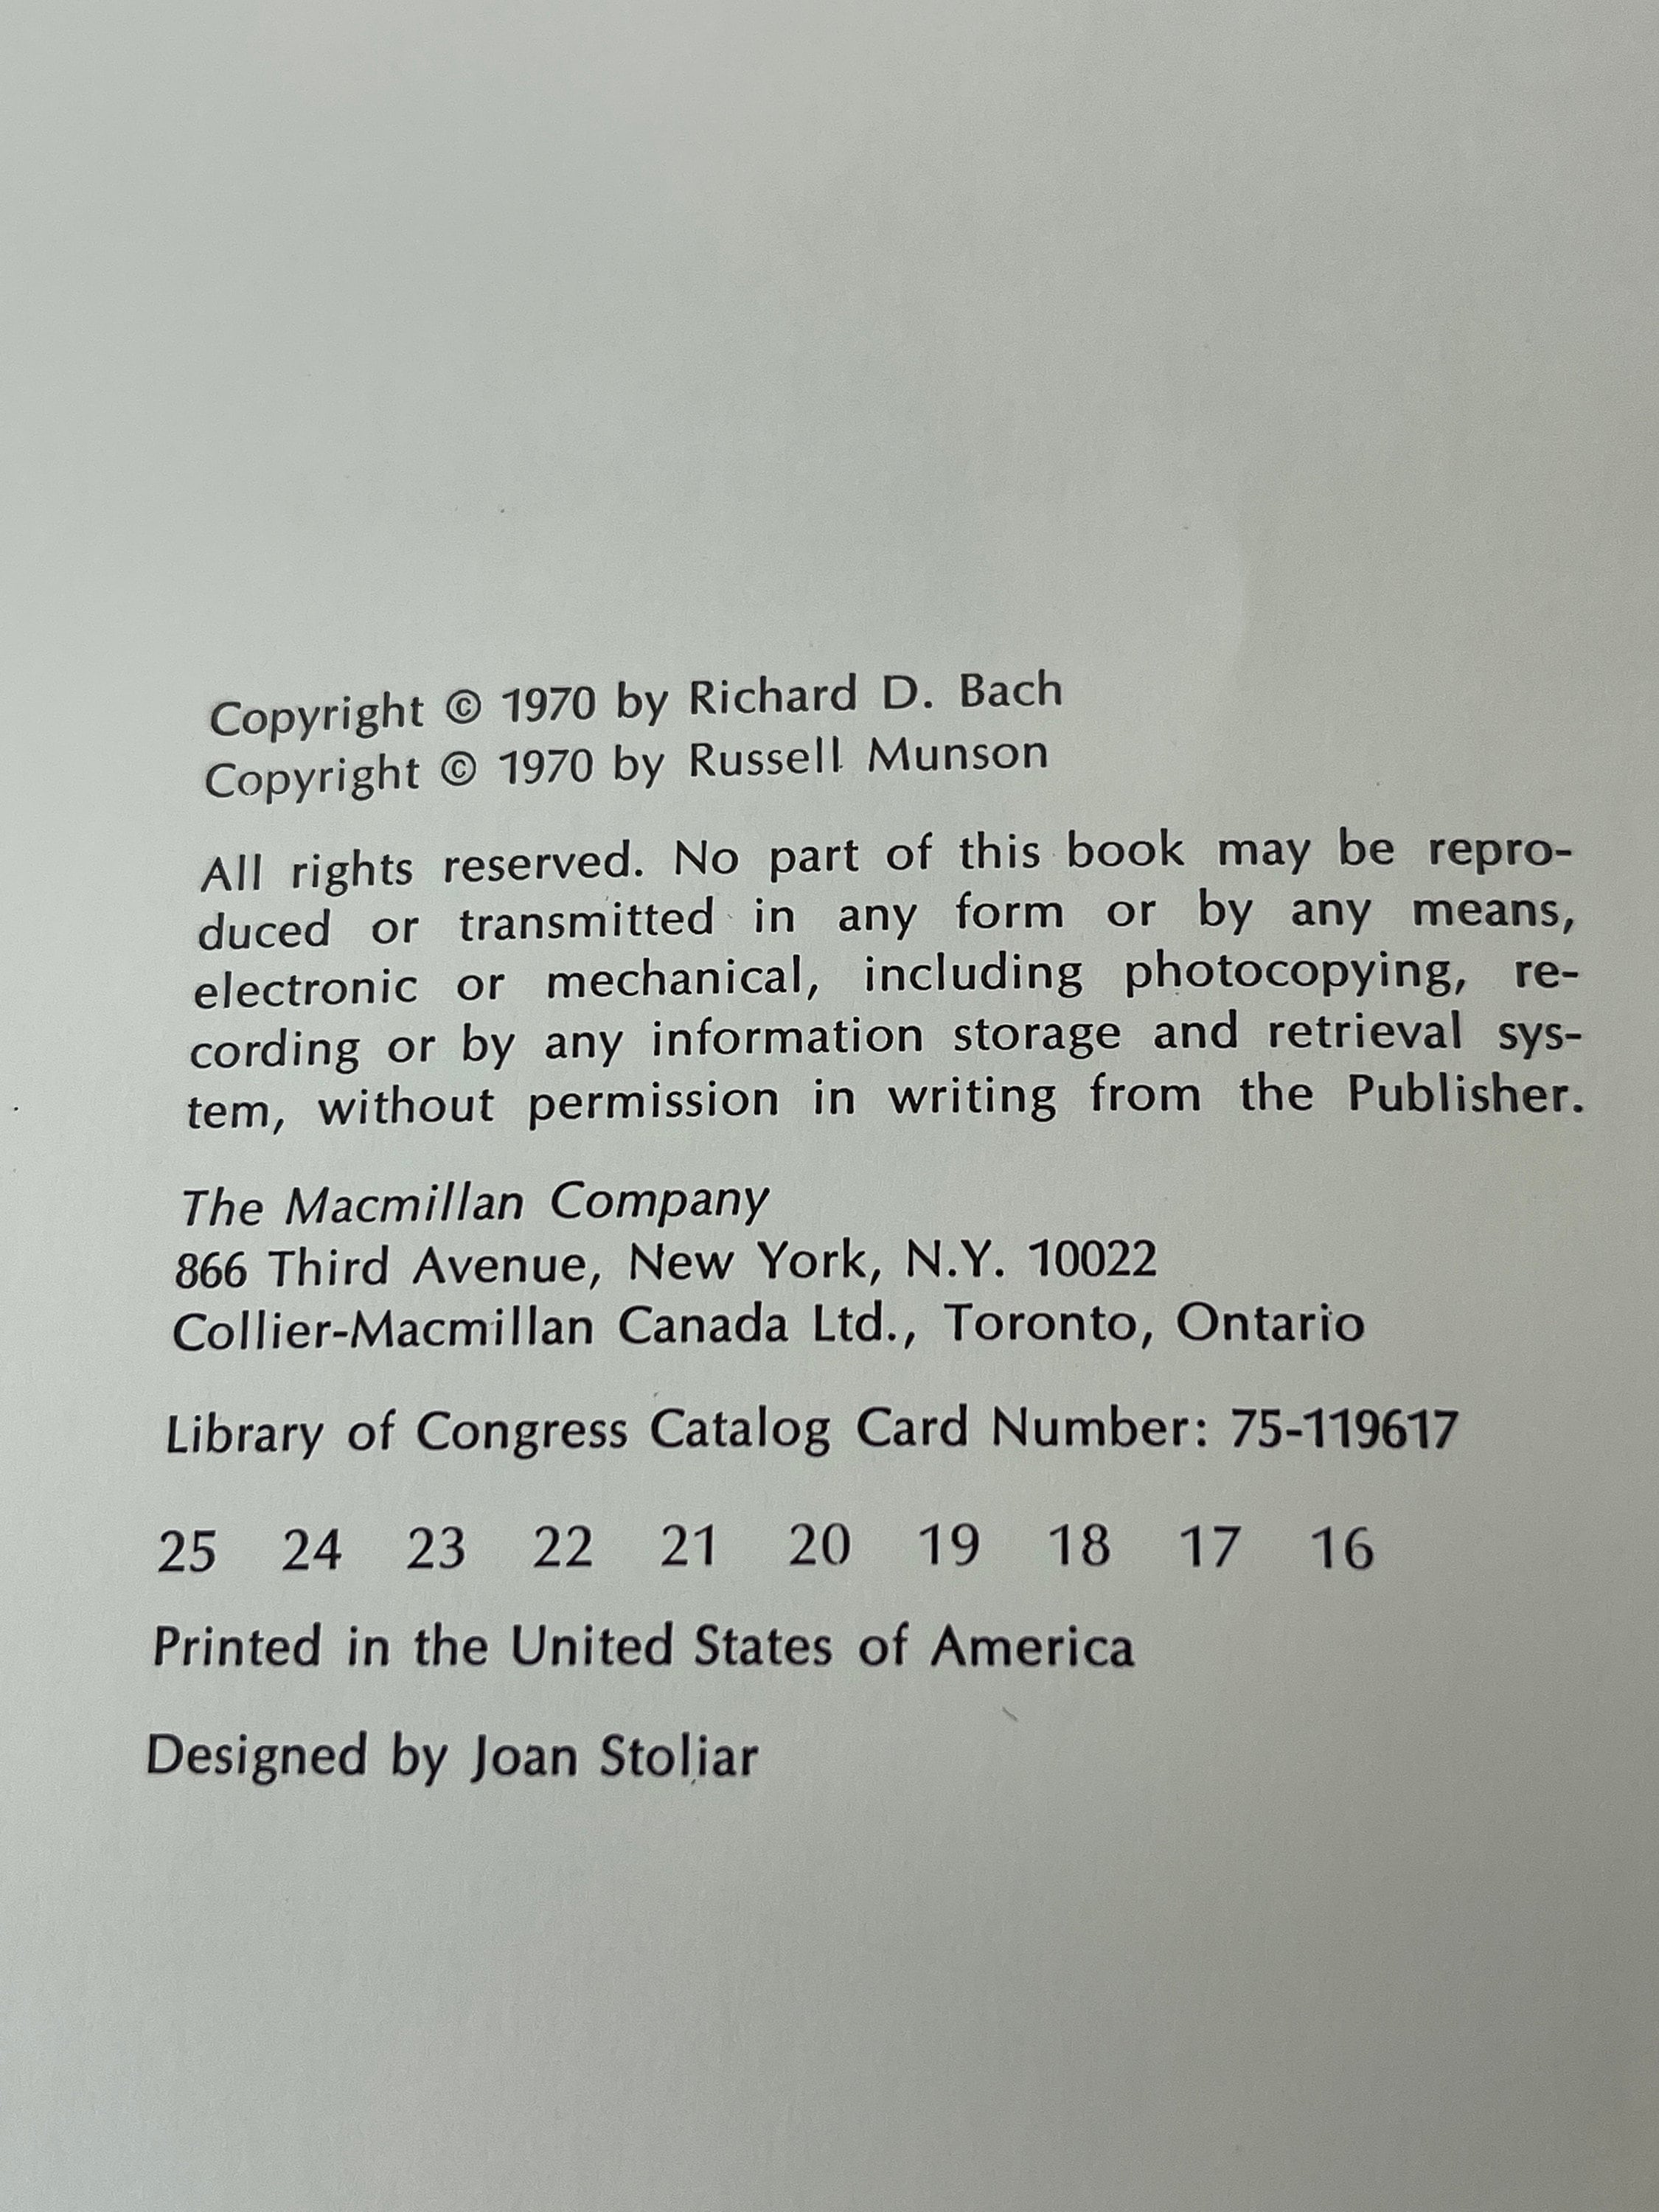 Copyright © 1970 by Richard D. Bach
Copyright © 1970 by Russell Munson
All rights reserved. No part of this book may be repro-
duced or transmitted in any form or by any means,
electronic or mechanical, including photocopying, re-
cording or by any information storage and retrieval sys-
tem, without permission in writing from the Publisher.
The Macmillan Company
866 Third Avenue, New York, N.Y. 10022
Collier-Macmillan Canada Ltd., Toronto, Ontario
Library of Congress Catalog Card Number: 75-119617
25 24 23 22 21 20 19 18 17 16
Printed in the United States of America
Designed by Joan Stoliar